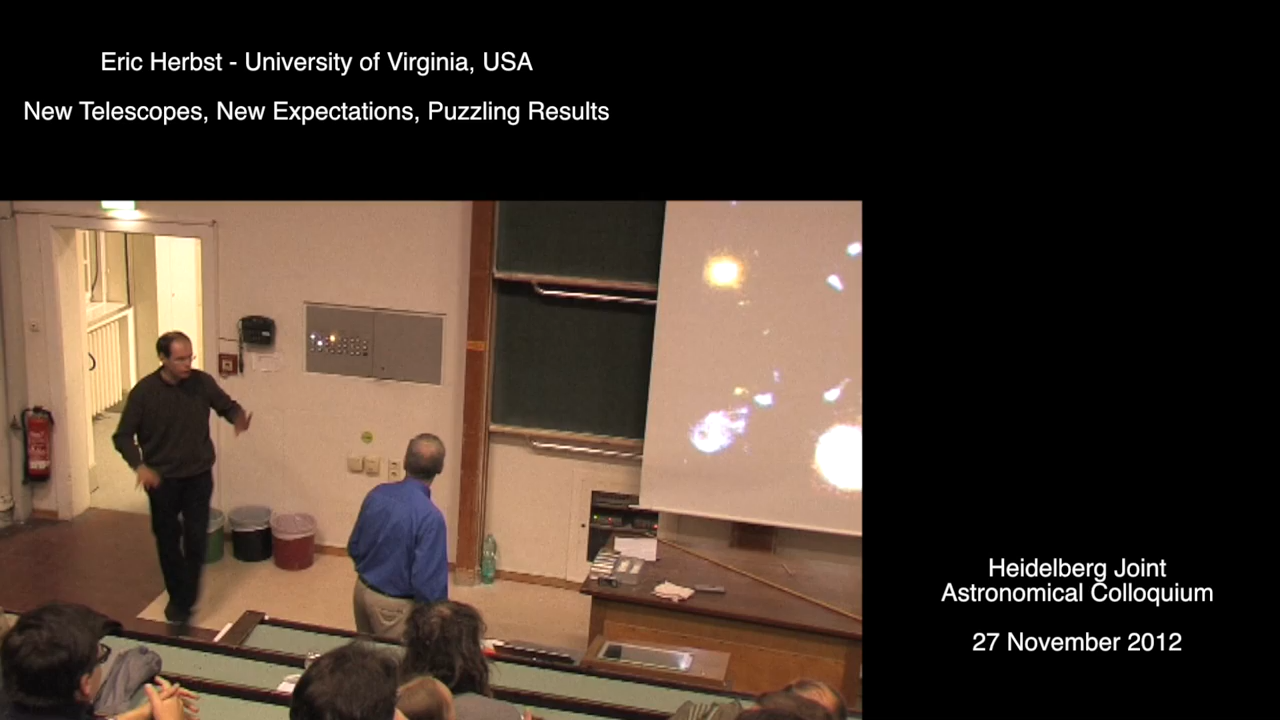 Eric Herbst - University of Virginia, USA
New Telescopes, New Expectations, Puzzling Results
Heidelberg Joint
Astronomical Colloquium
27 November 2012